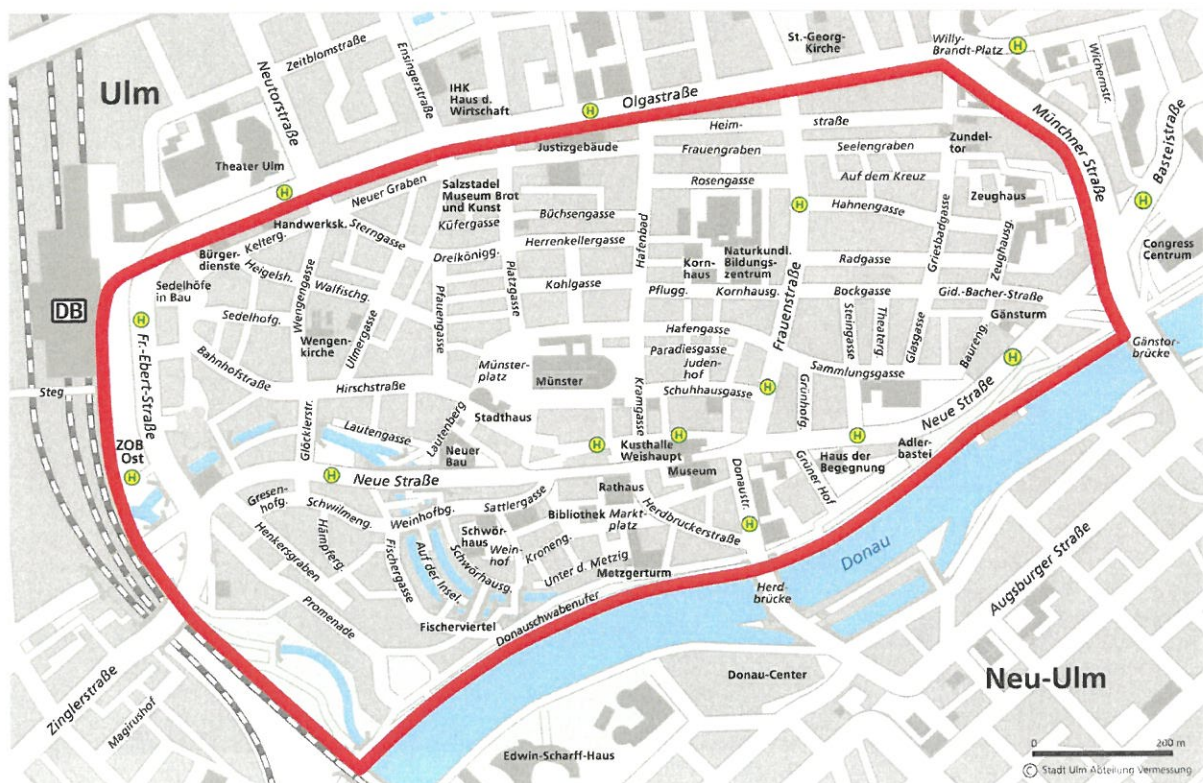 Ulm
Zeitblomstraße
Neutorstraße
Ensingerstraße
IHK
Haus d.
Wirtschaft
St.-Georg-
Kirche
Willy-
Brandt-Platz
H
Wichernstr.
Olgastraße
H
Münchner Straße
Basteistraße
H
Theater Ulm
H
Justizgebäude
Heim-
straße
Frauengraben
Seelengraben
Zundel-
tor
Neuer Graben
Salzstadel
Museum Brot
und Kunst
Rosengasse
Auf dem Kreuz
Zeughaus
Handwerksk.
Sterngasse
Küfergasse
Büchsengasse
Hafenbad
H
Hahnengasse
Griesbadgasse
Zeughausg.
Congress
Centrum
Bürger-
dienste
Kelterg.
Heigelsh.
Walfischg.
Dreikönigg.
Herrenkellergasse
Naturkundl.
Bildungs-
zentrum
Korn-
haus
Radgasse
Sedelhöfe
in Bau
Wengengasse
Platzgasse
Kohlgasse
Pflugg.
Kornhausg.
Frauenstraße
Bockgasse
Gid.-Bacher-Straße
DB
H
Fr.-Ebert-Straße
Sedelhofg.
Wengen-
kirche
Ulmergasse
Pfauengasse
Hafengasse
Steingasse
Theaterg
Glasgasse
Baureng.
Gänsturm
Gänstor-
brücke
Bahnhofstraße
Münster-
platz
Münster
Paradiesgasse
Juden-
hof
Sammlungsgasse
H
Steg
Hirschstraße
Schuhhausgasse
H
Grünhofg.
Neue Straße
Stadthaus
Kramgasse
Glöcklerstr.
Lautengasse
Lautenberg
Neuer
Bau
H
Kusthalle
Weishaupt
H
H
Haus der
Begegnung
Adler-
bastei
ZOB
Ost
H
H
Neue Straße
Museum
Donaustr.
Grüner Hof
Gresen-
hofg.
Schwilmeng.
Weinhofbg.
Sattlergasse
Rathaus
Bibliothek
Markt-
platz
Herdbruckerstraße
H
Henkersgraben
Hämpferg.
Fischergasse
Auf der Insel.
Schwör-
haus
Wein-
hof
Schwörhausg.
Kroneng.
Unter d. Metzig
Metzgerturm
Donau
Augsburger Straße
Herd-
brücke
Promenade
Fischerviertel
Donauschwabenufer
Zinglerstraße
Magirushof
Donau-Center
Neu-Ulm
Edwin-Scharff-Haus
0 200 m
© Stadt Ulm Abteilung Vermessung